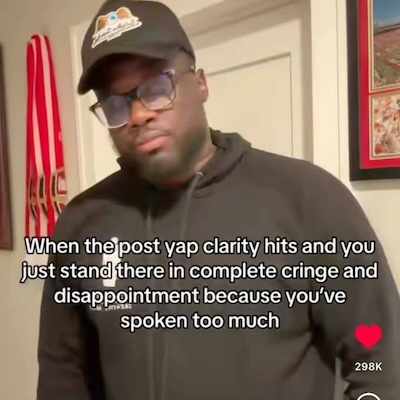 When the post yap clarity hits and you
just stand there in complete cringe and
disappointment because you've
spoken too much
298K